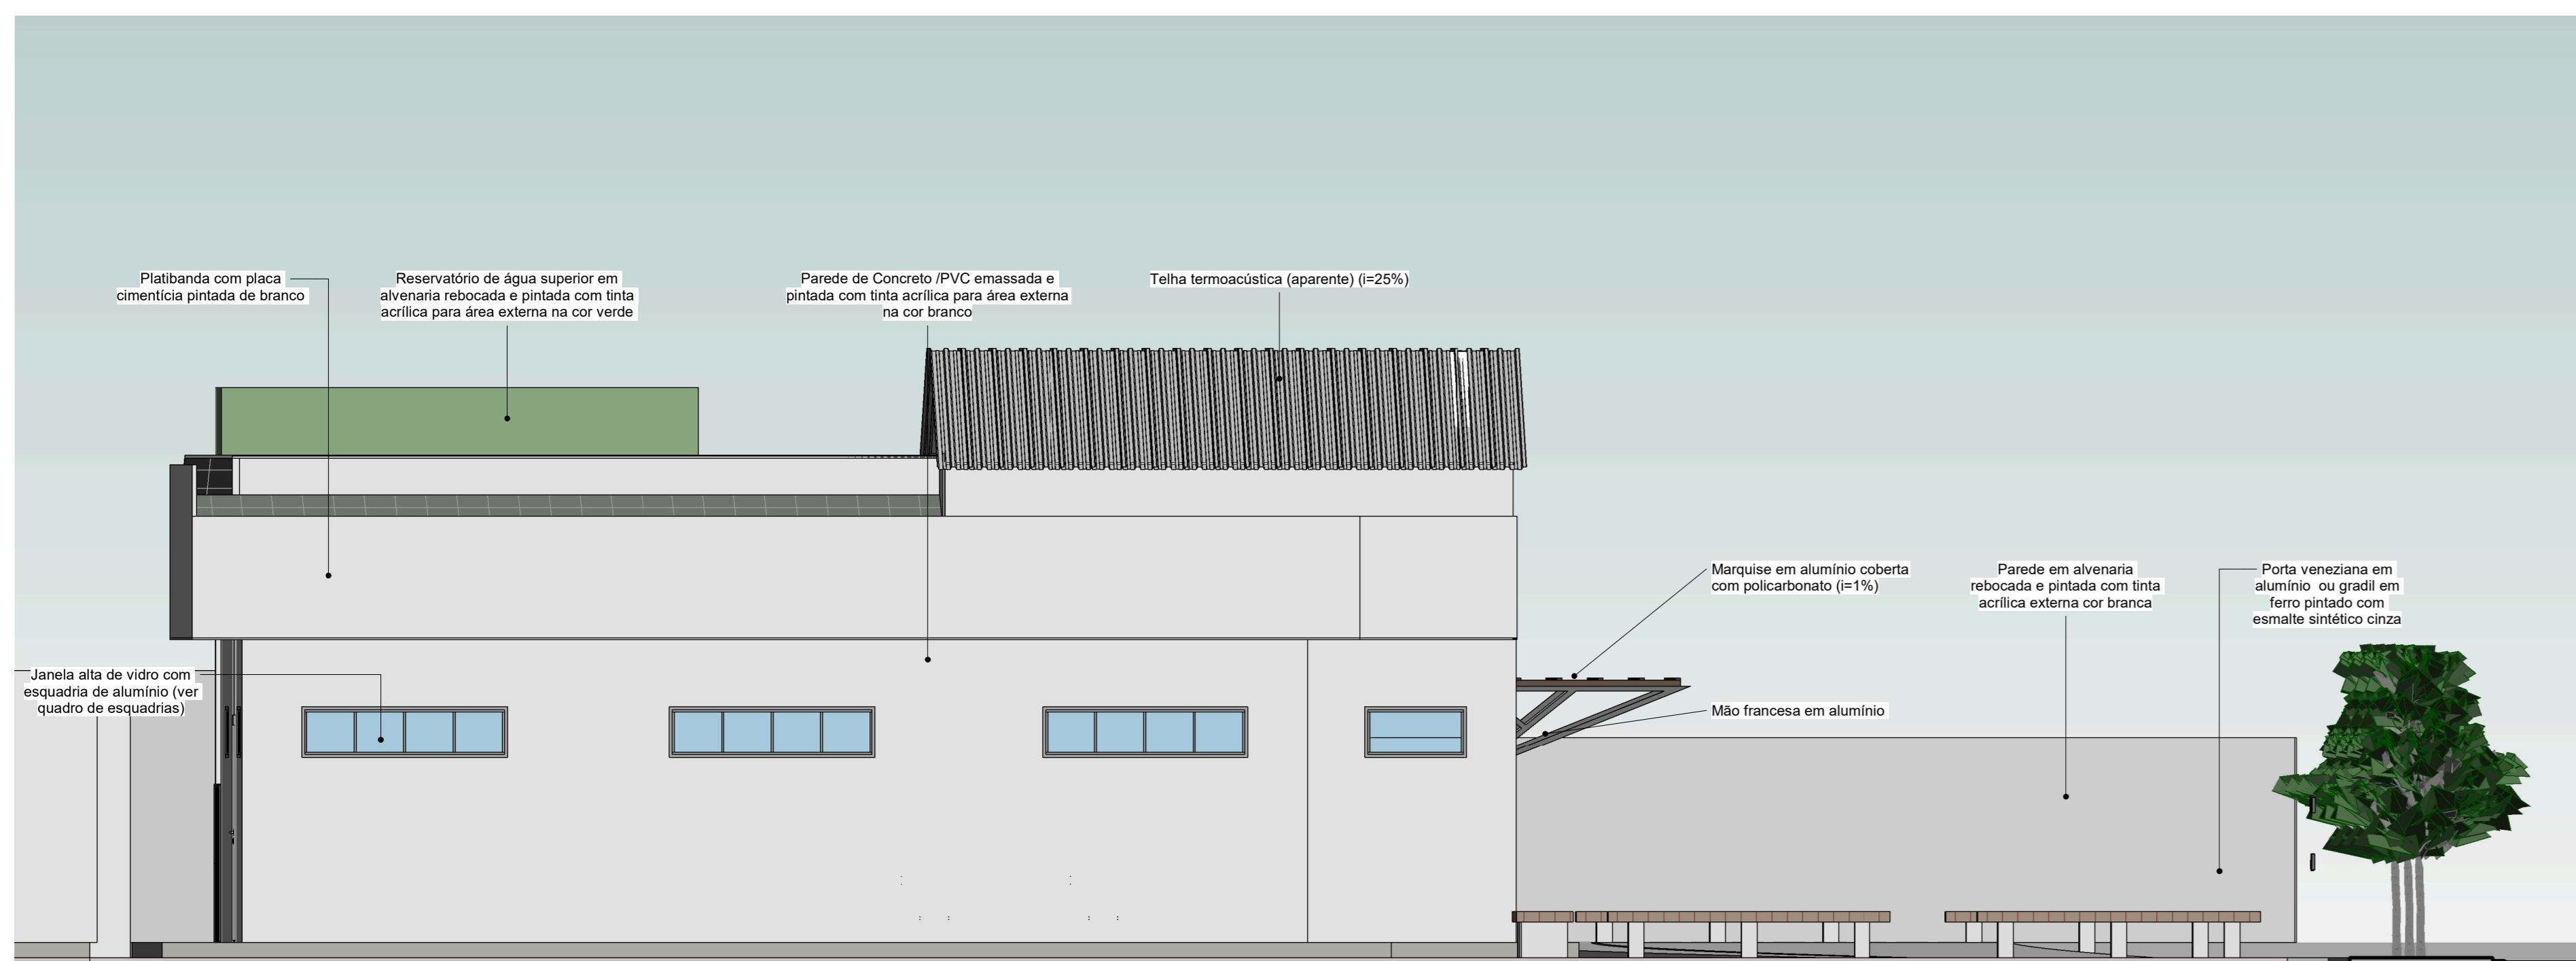 Platibanda com placa
cimentícia pintada de branco
Reservatório de água superior em
alvenaria rebocada e pintada com tinta
acrílica para área externa na cor verde
Parede de Concreto /PVC emassada e
pintada com tinta acrílica para área externa
na cor branco
Telha termoacústica (aparente) (i=25%)
Marquise em alumínio coberta
com policarbonato (i=1%)
Parede em alvenaria
rebocada e pintada com tinta
acrílica externa cor branca
Porta veneziana em
alumínio ou gradil em
ferro pintado com
esmalte sintético cinza
Janela alta de vidro com
esquadria de alumínio (ver
quadro de esquadrias)
Mão francesa em alumínio